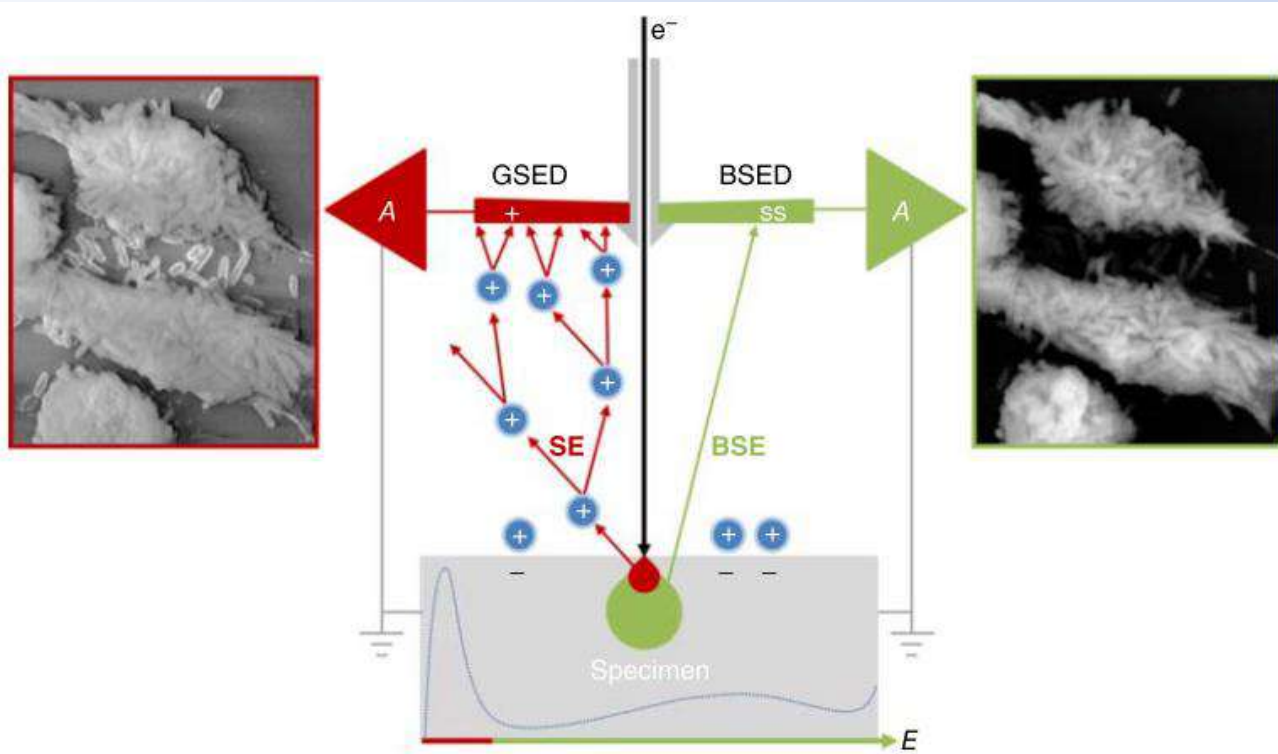 e⁻
GSED
BSED
A
+
SS
A
+
+
+
+
+
SE
BSE
+
+
+
+
−
− −
Specimen
E